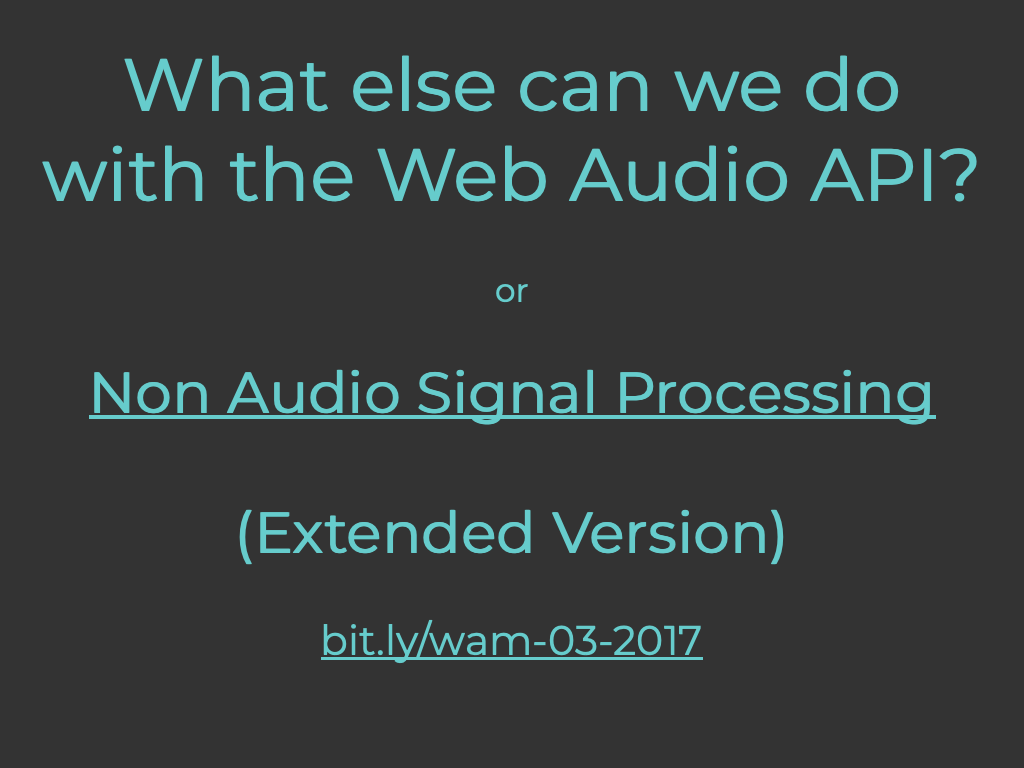 What else can we do
with the Web Audio API?
or
Non Audio Signal Processing
(Extended Version)
bit.ly/wam-03-2017